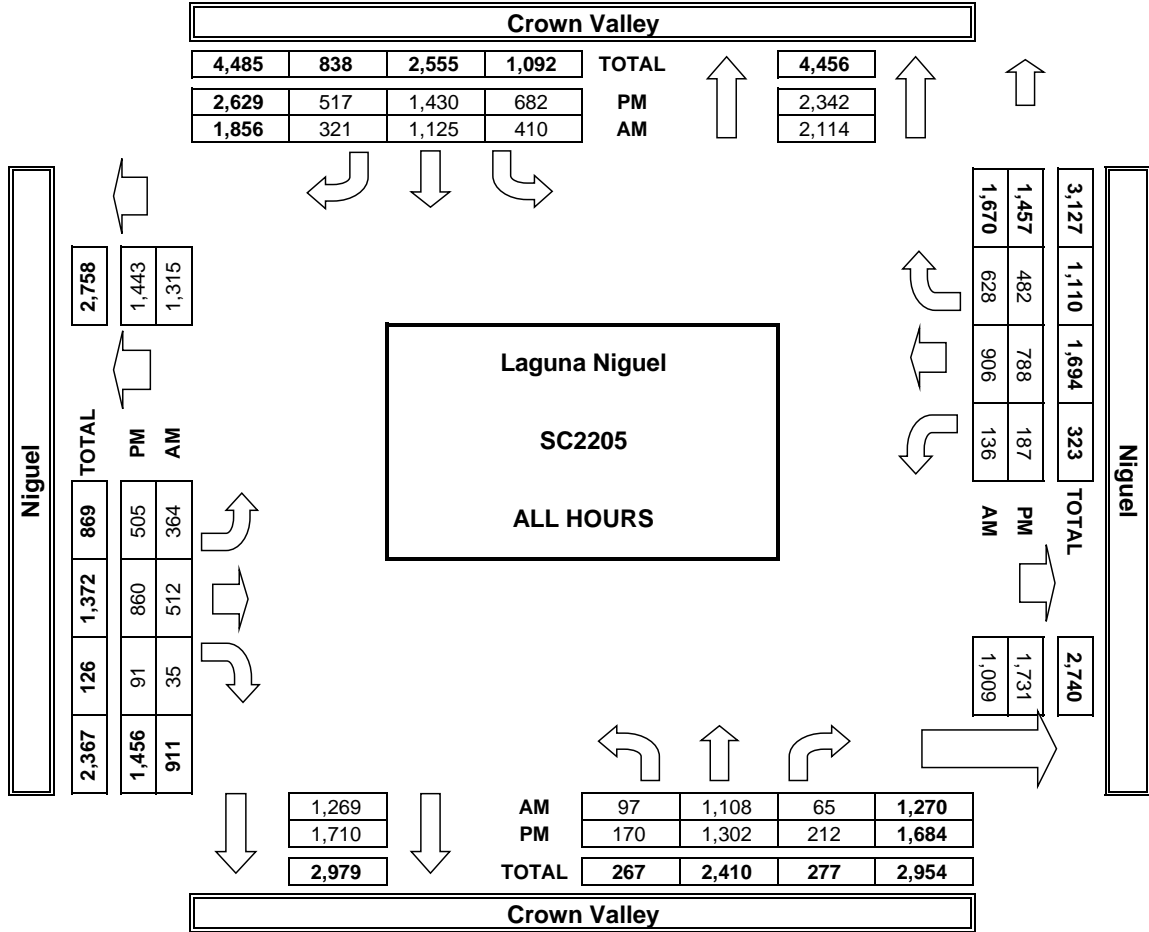 Crown Valley
4,485 838 2,555 1,092 TOTAL 4,456
2,629 517 1,430 682 PM 2,342
1,856 321 1,125 410 AM 2,114
Niguel
2,758
1,443
1,315
TOTAL
PM
AM
869 1,372 126 2,367
505 860 91 1,456
364 512 35 911
Laguna Niguel
SC2205
ALL HOURS
3,127 1,110 1,694 323 TOTAL
1,457 482 788 187 PM
1,670 628 906 136 AM
2,740
1,731
1,009
Niguel
1,269 AM 97 1,108 65 1,270
1,710 PM 170 1,302 212 1,684
2,979 TOTAL 267 2,410 277 2,954
Crown Valley